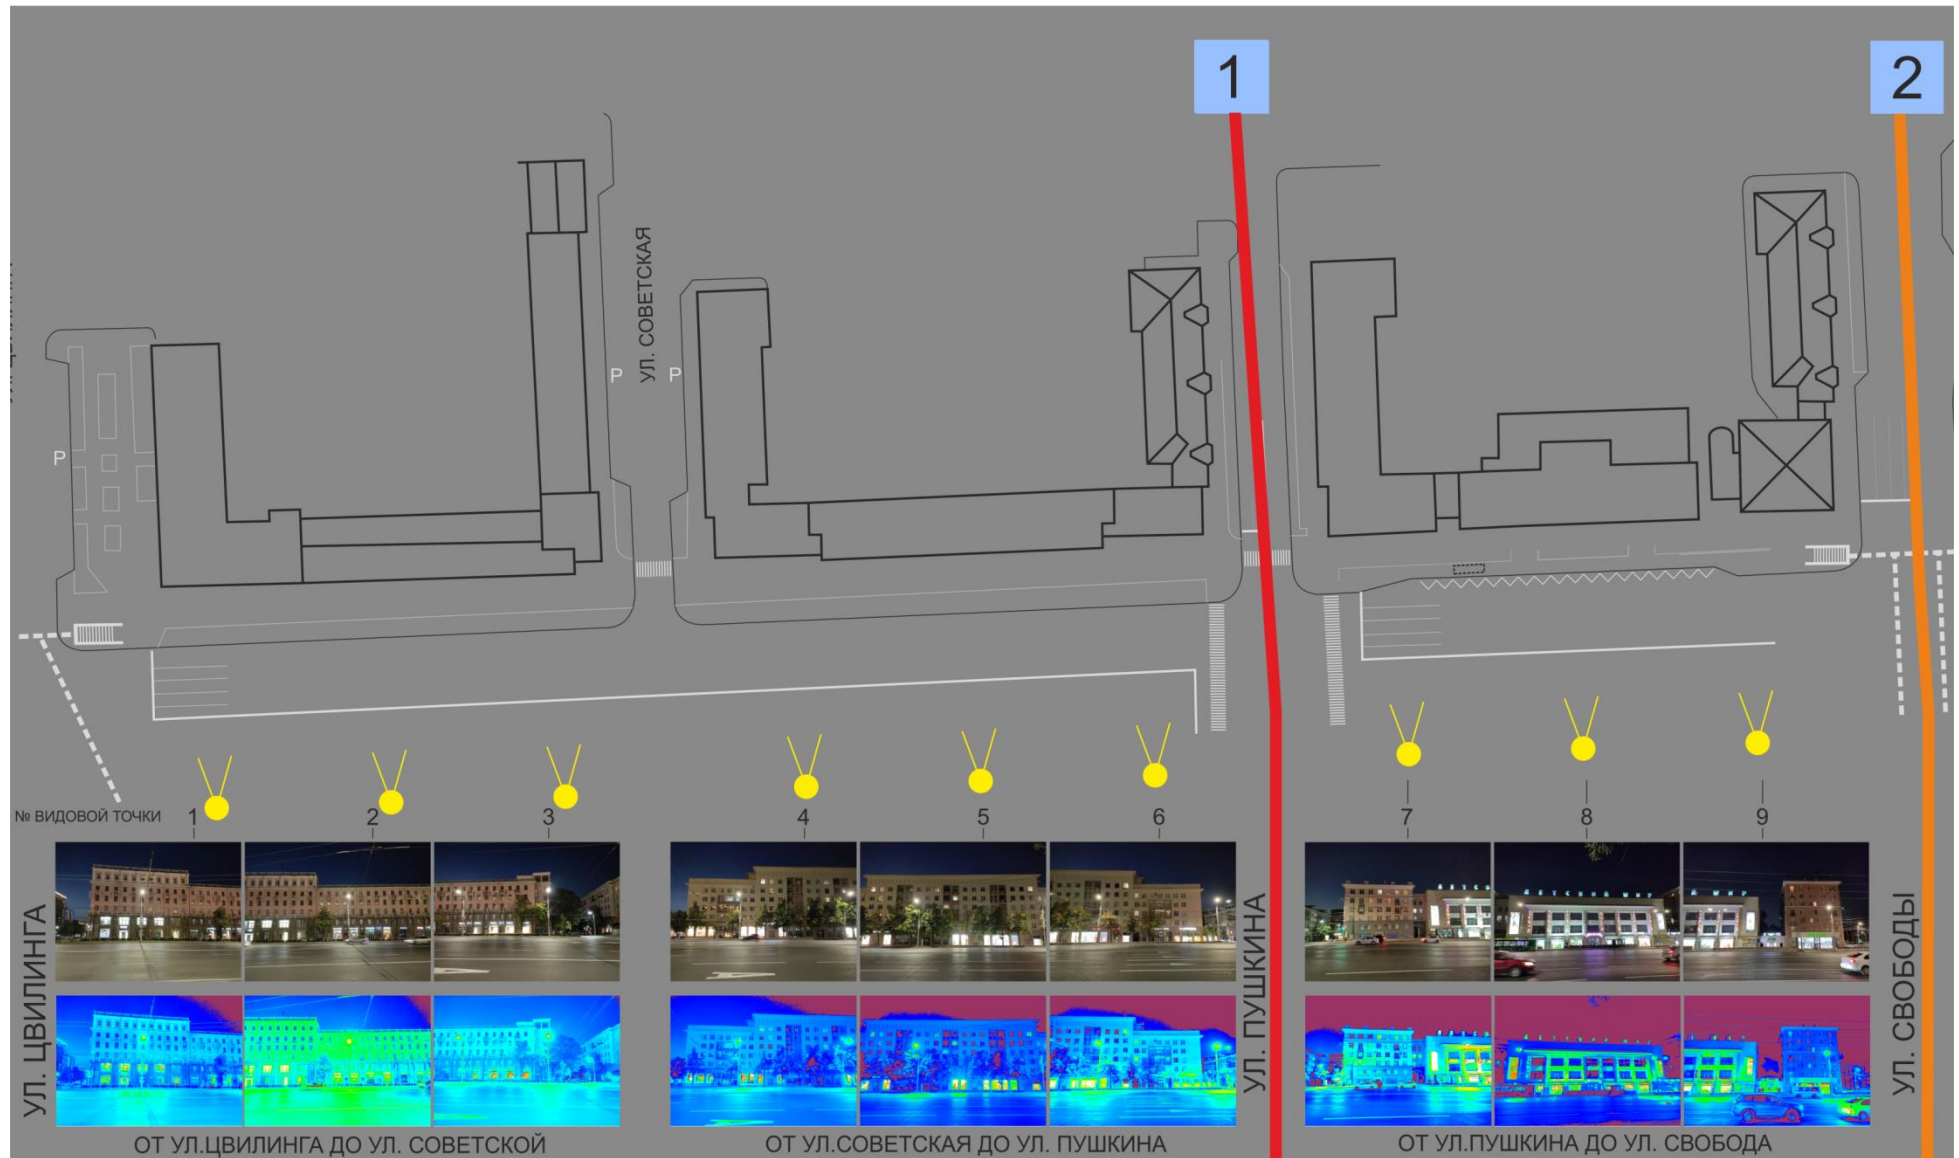 1
2
УЛ. СОВЕТСКАЯ
P
P
P
№ ВИДОВОЙ ТОЧКИ
1
2
3
4
5
6
7
8
9
УЛ. ЦВИЛИНГА
УЛ. ПУШКИНА
УЛ. СВОБОДЫ
ДЕТСКИЙ МИР
ОТ УЛ.ЦВИЛИНГА ДО УЛ. СОВЕТСКОЙ
ОТ УЛ.СОВЕТСКАЯ ДО УЛ. ПУШКИНА
ОТ УЛ.ПУШКИНА ДО УЛ. СВОБОДА